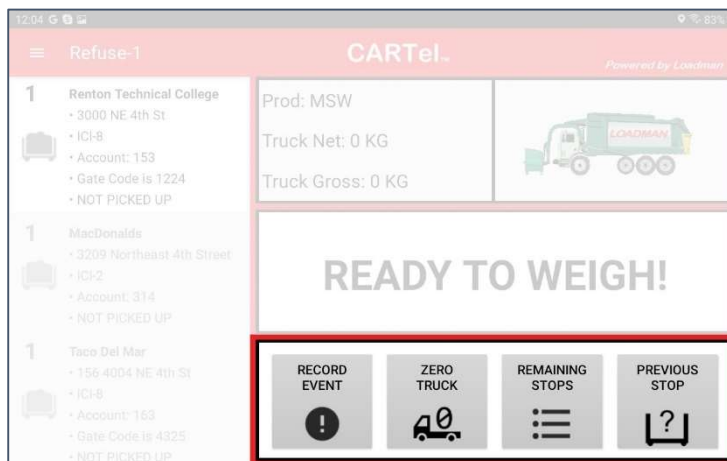 12:04 G 83%
Refuse-1
CARTel™
Powered by Loadman
1 Renton Technical College
• 3000 NE 4th St
• ICI-8
• Account: 153
• Gate Code is 1224
• NOT PICKED UP
1 MacDonalds
• 3209 Northeast 4th Street
• ICI-2
• Account: 314
• NOT PICKED UP
1 Taco Del Mar
• 156 4004 NE 4th St
• ICI-8
• Account: 163
• Gate Code is 4325
• NOT PICKED UP
Prod: MSW
Truck Net: 0 KG
Truck Gross: 0 KG
LOADMAN
READY TO WEIGH!
RECORD
EVENT
ZERO
TRUCK
0
REMAINING
STOPS
PREVIOUS
STOP
?